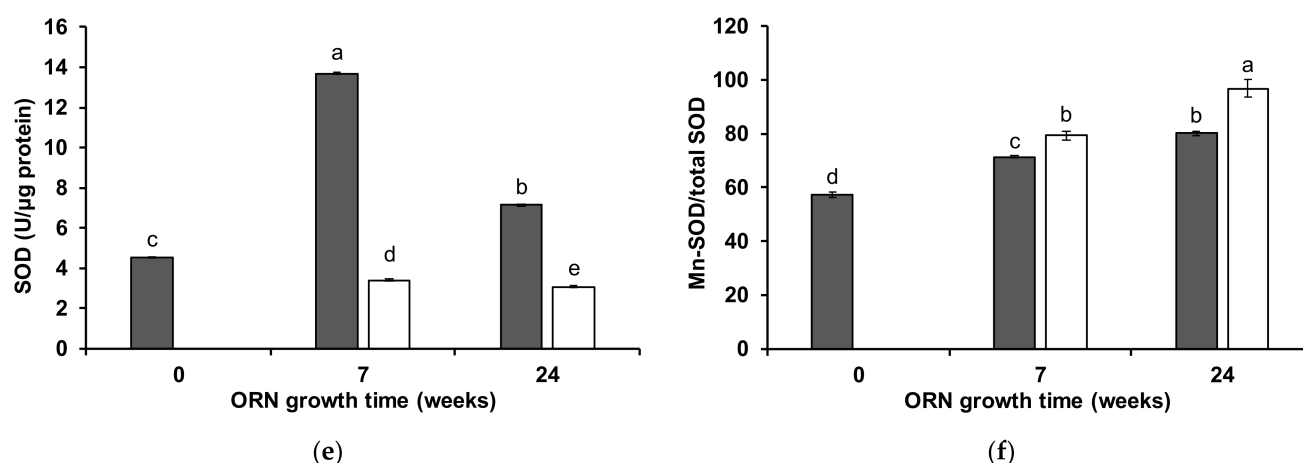 16
14
12
10
8
6
4
2
0
SOD (U/µg protein)
c
a
d
b
e
0 7 24
ORN growth time (weeks)
(e)
120
100
80
60
40
20
0
Mn-SOD/total SOD
d
c
b
b
a
0 7 24
ORN growth time (weeks)
(f)